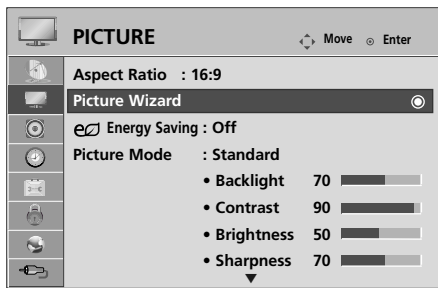 PICTURE Move Enter
Aspect Ratio : 16:9
Picture Wizard
Energy Saving : Off
Picture Mode : Standard
• Backlight 70
• Contrast 90
• Brightness 50
• Sharpness 70